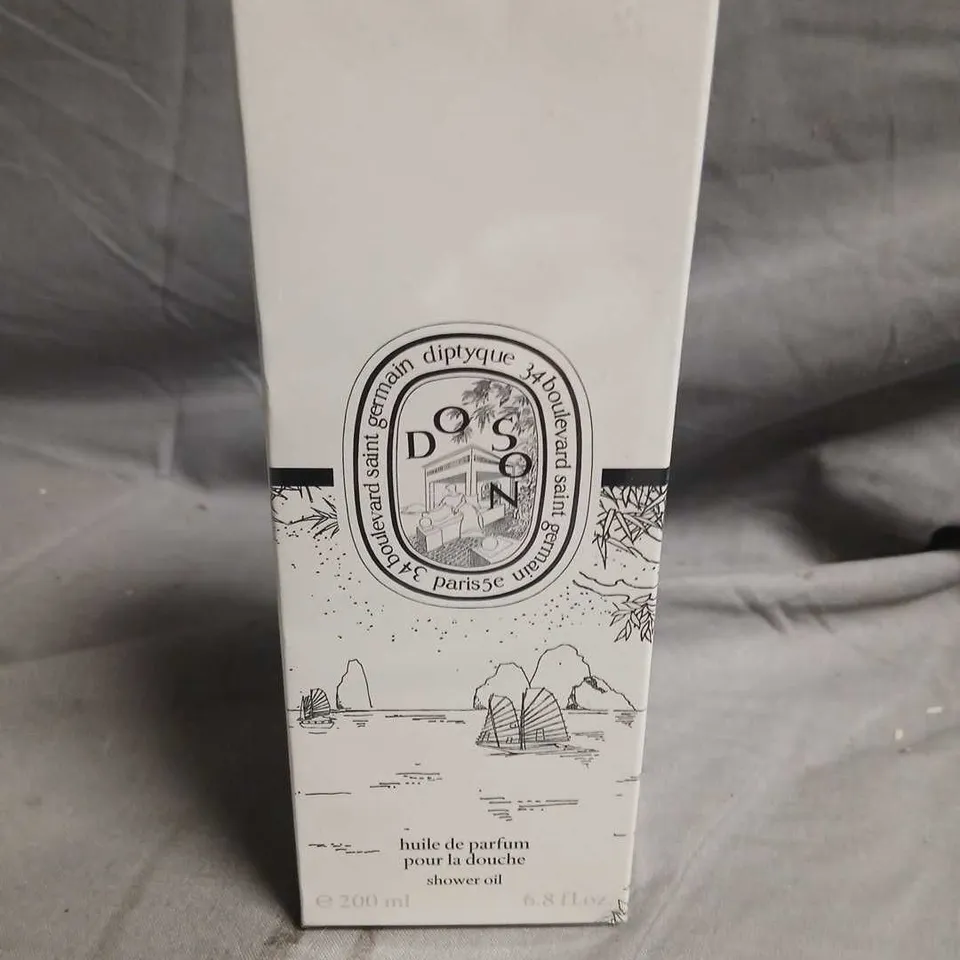 diptyque 34 boulevard saint germain paris 5e 34 boulevard saint germain
DO SON
huile de parfum
pour la douche
shower oil
e 200 ml 6.8 fl.oz.